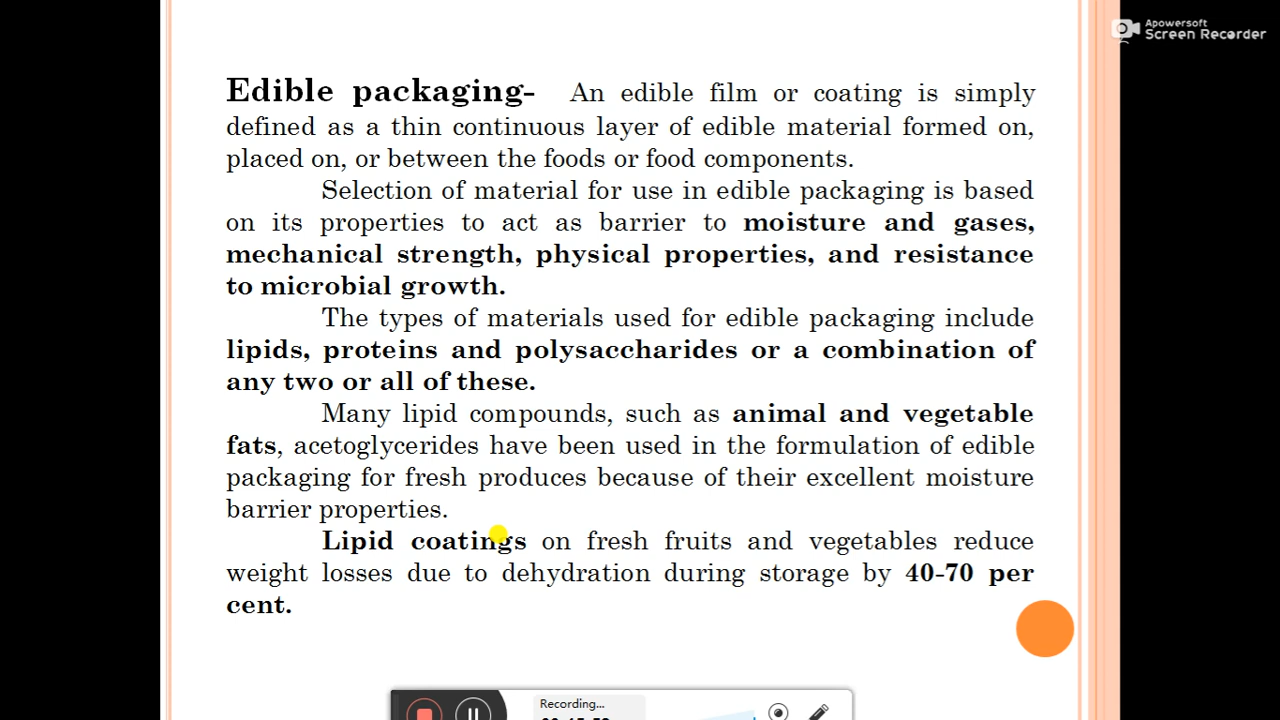 Apowersoft
Screen Recorder
Edible packaging- An edible film or coating is simply
defined as a thin continuous layer of edible material formed on,
placed on, or between the foods or food components.
Selection of material for use in edible packaging is based
on its properties to act as barrier to moisture and gases,
mechanical strength, physical properties, and resistance
to microbial growth.
The types of materials used for edible packaging include
lipids, proteins and polysaccharides or a combination of
any two or all of these.
Many lipid compounds, such as animal and vegetable
fats, acetoglycerides have been used in the formulation of edible
packaging for fresh produces because of their excellent moisture
barrier properties.
Lipid coatings on fresh fruits and vegetables reduce
weight losses due to dehydration during storage by 40-70 per
cent.
Recording...